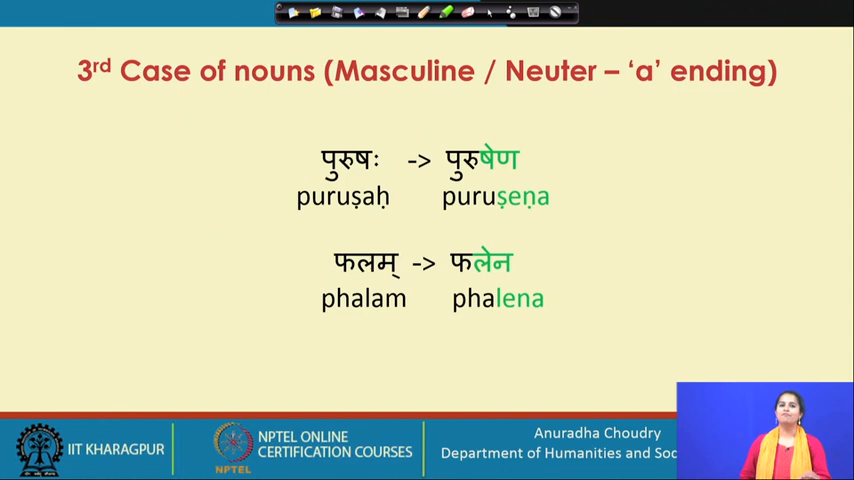 3rd Case of nouns (Masculine / Neuter – ‘a’ ending)
पुरुषः -> पुरुषेण
puruṣaḥ puruṣeṇa
फलम् -> फलेन
phalam phalena
IIT KHARAGPUR
NPTEL
NPTEL ONLINE
CERTIFICATION COURSES
Anuradha Choudry
Department of Humanities and